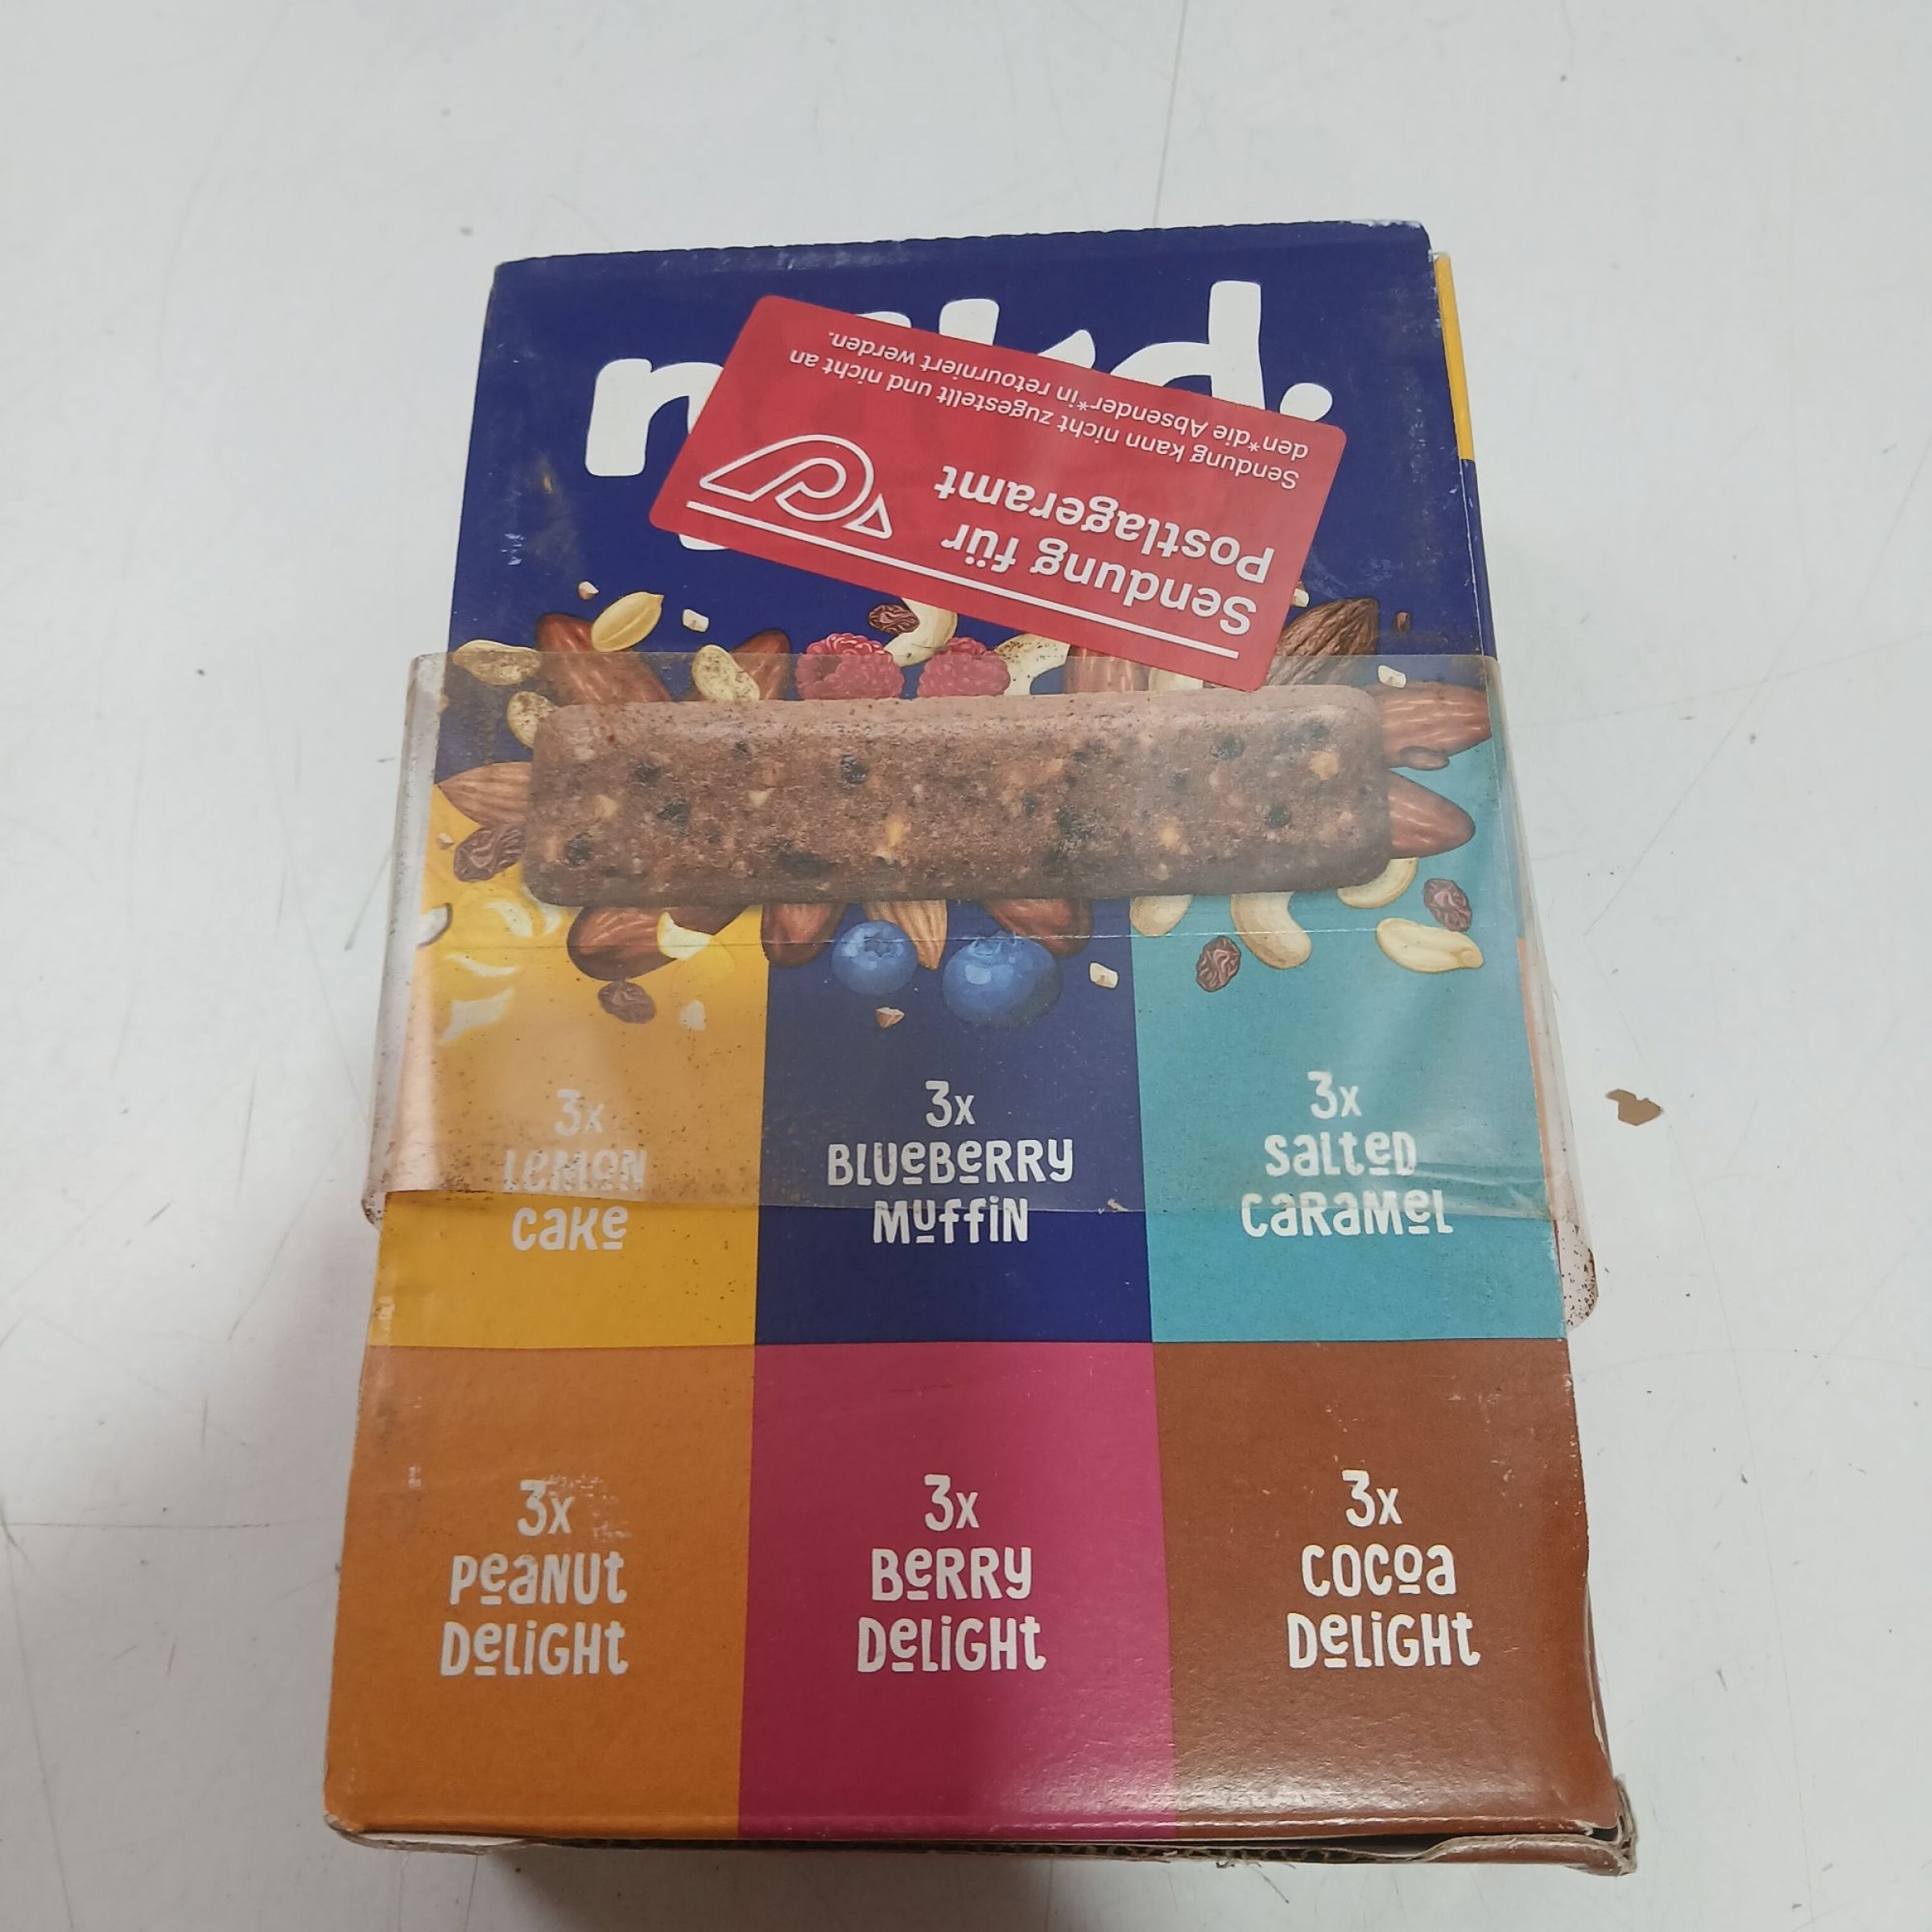 Sendung für
Postlageramt
Sendung kann nicht zugestellt und nicht an
den*die Absender*in retourniert werden.
3x
Lemon
Cake
3x
Blueberry
Muffin
3x
Salted
Caramel
3x
Peanut
Delight
3x
Berry
Delight
3x
Cocoa
Delight